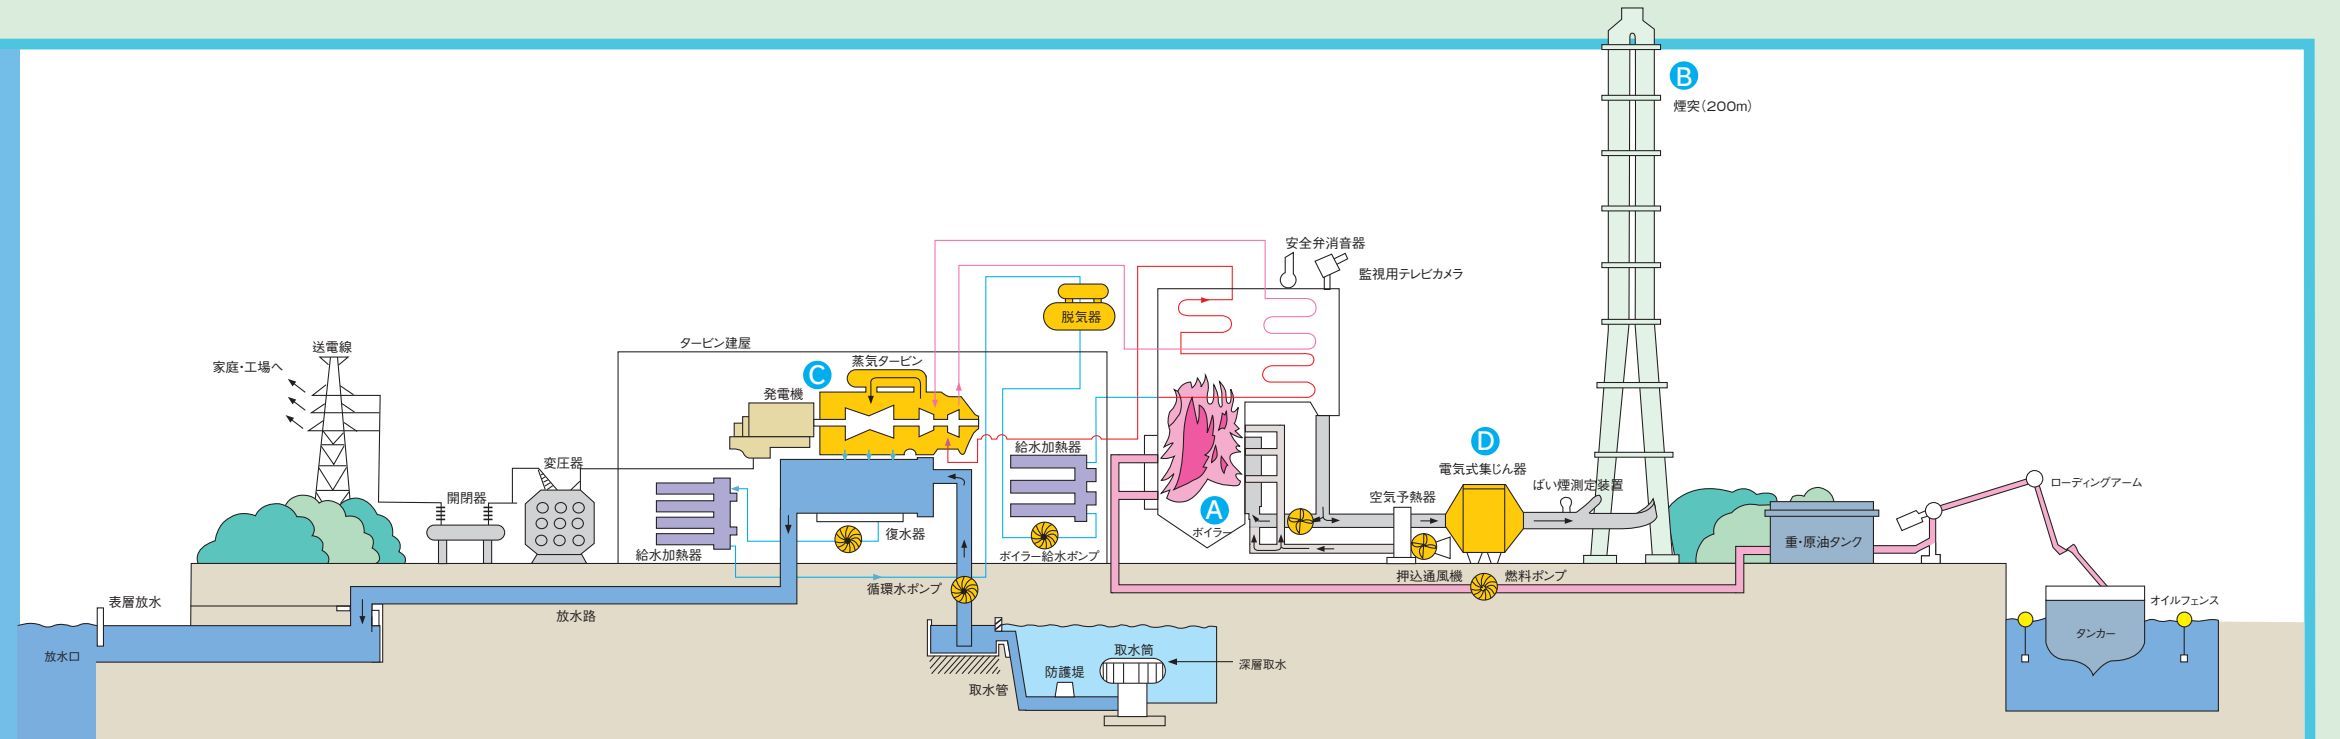 B
煙突(200m)
安全弁消音器
監視用テレビカメラ
脱気器
タービン建屋
送電線
家庭・工場へ
蒸気タービン
C
発電機
給水加熱器
変圧器
開閉器
復水器
給水加熱器
ボイラー給水ポンプ
A
ボイラー
D
電気式集じん器
空気予熱器
ばい煙測定装置
ローディングアーム
重・原油タンク
押込通風機
燃料ポンプ
循環水ポンプ
放水路
表層放水
放水口
取水筒
深層取水
防護堤
取水管
オイルフェンス
タンカー